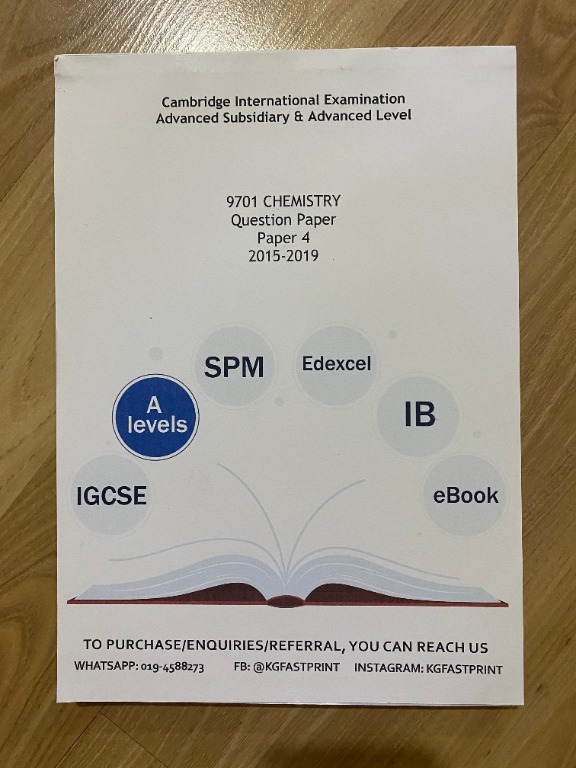 Cambridge International Examination
Advanced Subsidiary & Advanced Level
9701 CHEMISTRY
Question Paper
Paper 4
2015-2019
SPM
Edexcel
A
levels
IB
IGCSE
eBook
TO PURCHASE/ENQUIRIES/REFERRAL, YOU CAN REACH US
WHATSAPP: 019-4588273 FB: @KGFASTPRINT INSTAGRAM: KGFASTPRINT